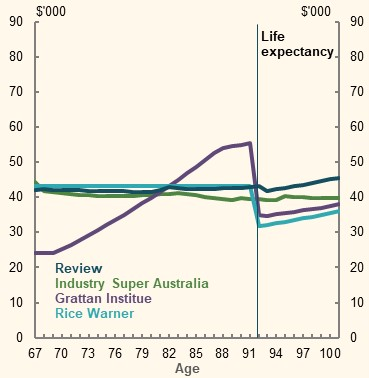 $'000 $'000
90 90
80 80
70 70
60 60
50 50
40 40
30 30
20 20
10 10
0 0
Life
expectancy
Review
Industry Super Australia
Grattan Institue
Rice Warner
67 70 73 76 79 82 85 88 91 94 97 100
Age